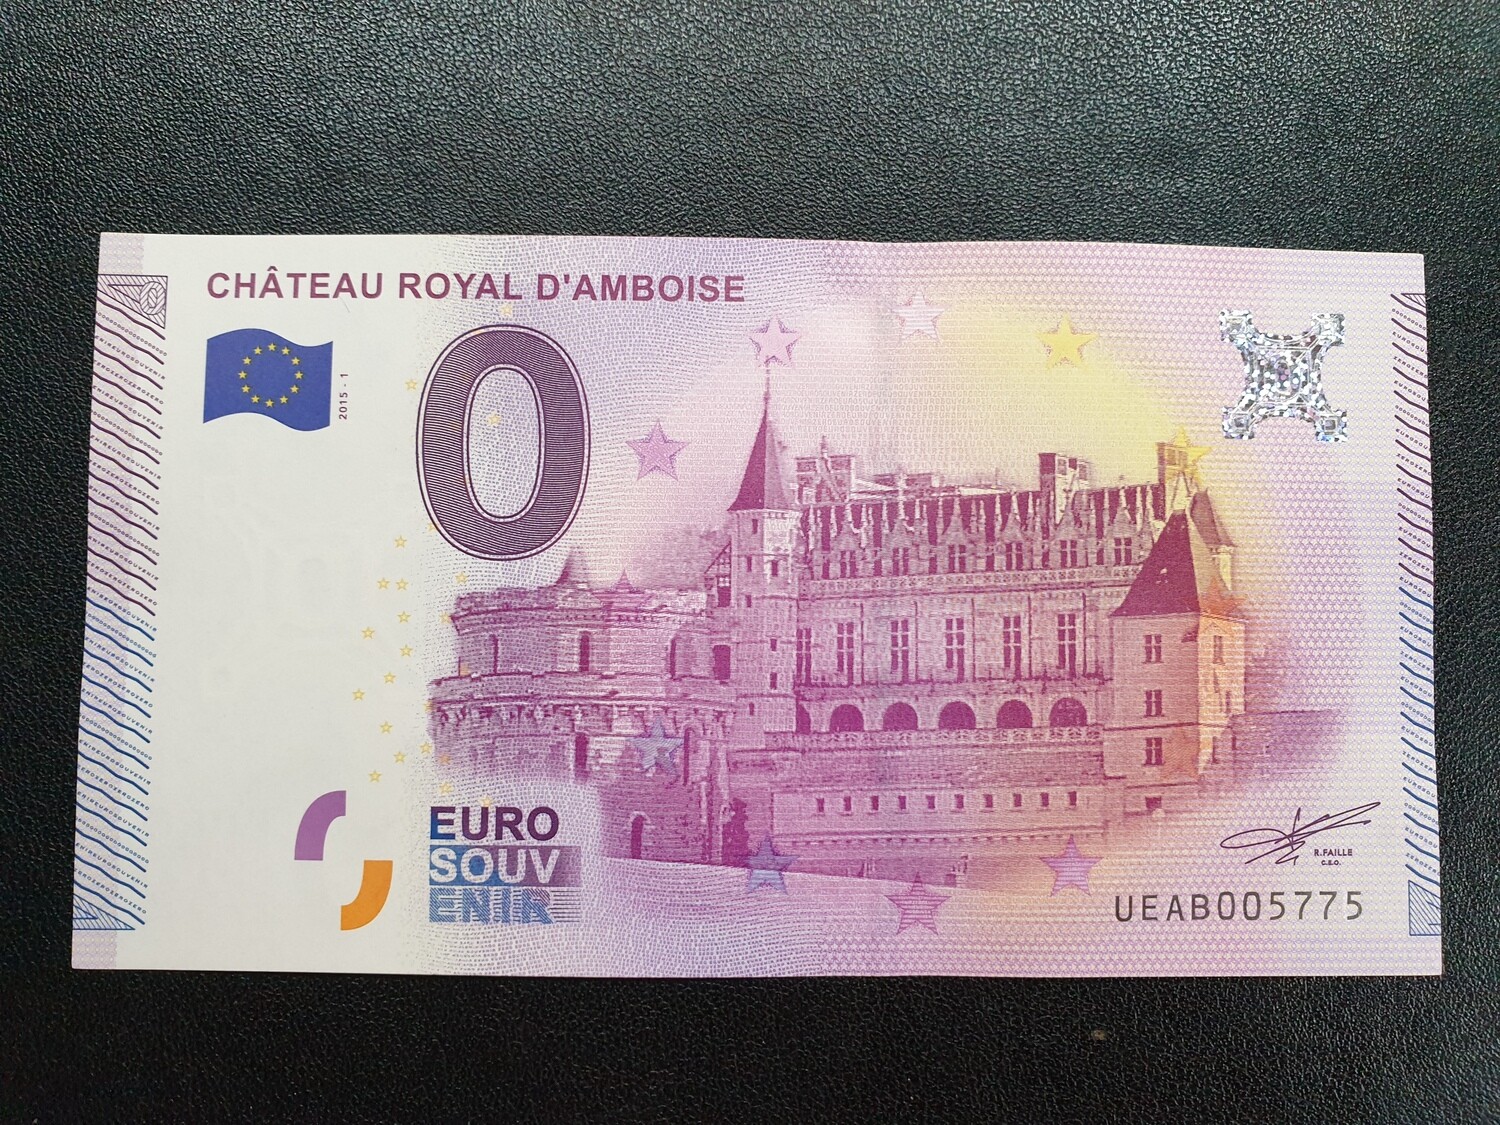 CHÂTEAU ROYAL D'AMBOISE
2015 - 1
0
EURO
SOUV
ENIR
R.FAILLE
C.E.O.
UEAB005775